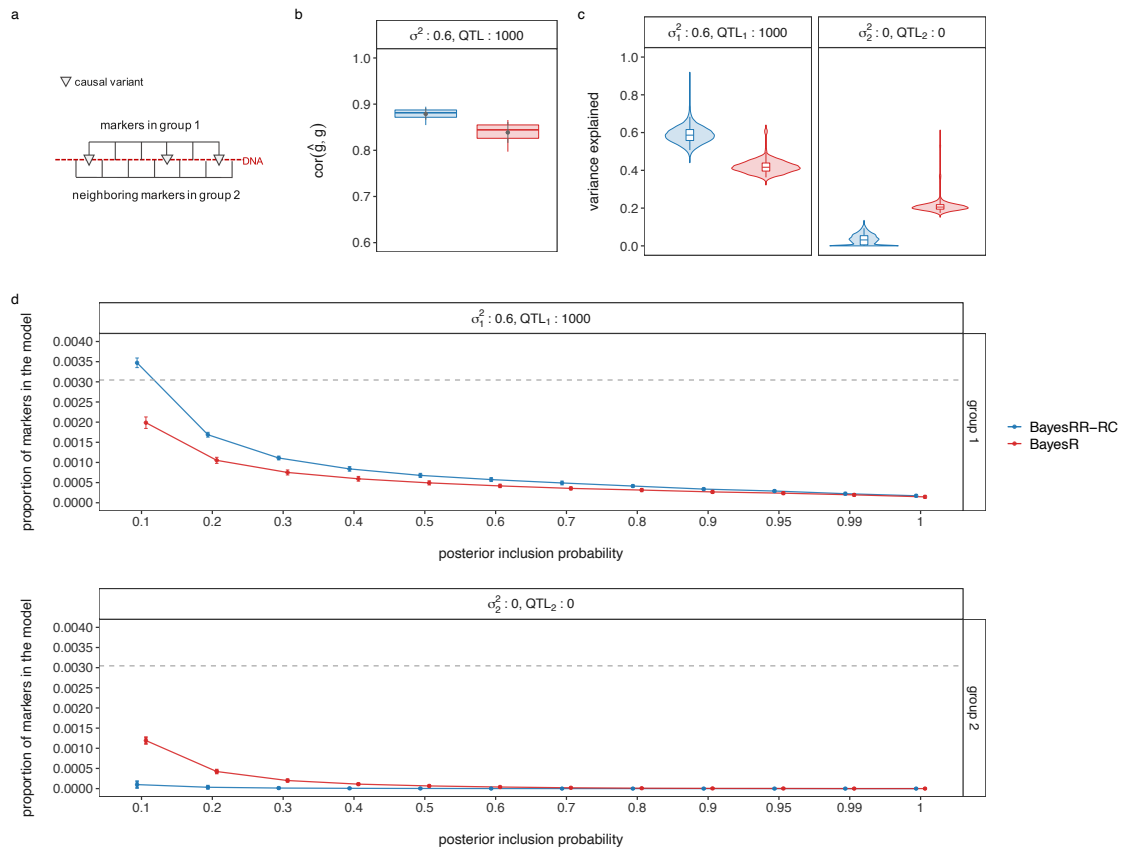 a
causal variant
markers in group 1
DNA
neighboring markers in group 2
b
σ² : 0.6, QTL : 1000
cor(ĝ, g)
1.0
0.9
0.8
0.7
0.6
c
σ₁² : 0.6, QTL₁ : 1000
σ₂² : 0, QTL₂ : 0
variance explained
1.0
0.8
0.6
0.4
0.2
0.0
d
σ₁² : 0.6, QTL₁ : 1000
proportion of markers in the model
0.0040
0.0035
0.0030
0.0025
0.0020
0.0015
0.0010
0.0005
0.0000
group 1
0.1 0.2 0.3 0.4 0.5 0.6 0.7 0.8 0.9 0.95 0.99 1
posterior inclusion probability
BayesRR−RC
BayesR
σ₂² : 0, QTL₂ : 0
proportion of markers in the model
0.0040
0.0035
0.0030
0.0025
0.0020
0.0015
0.0010
0.0005
0.0000
group 2
0.1 0.2 0.3 0.4 0.5 0.6 0.7 0.8 0.9 0.95 0.99 1
posterior inclusion probability